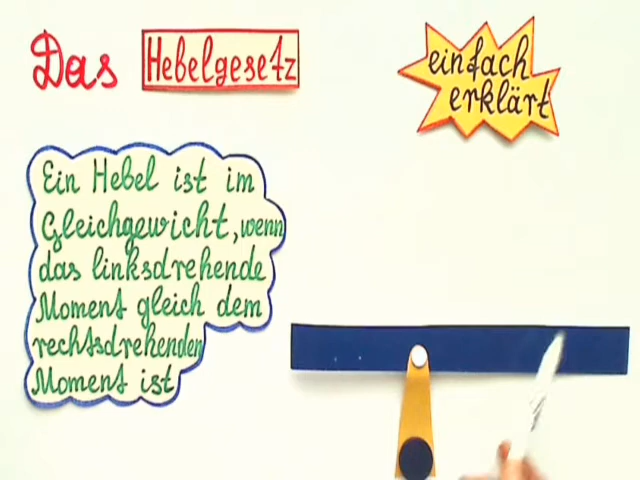 Das Hebelgesetz
einfach
erklärt
Ein Hebel ist im
Gleichgewicht, wenn
das linksdrehende
Moment gleich dem
rechtsdrehenden
Moment ist